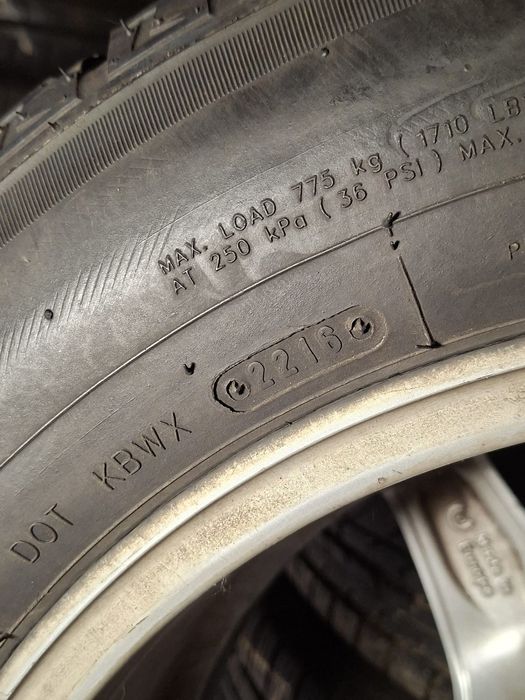 MAX. LOAD 775 kg (1710 LB
AT 250 kPa (36 PSI) MAX.
P
2216
DOT KBWX